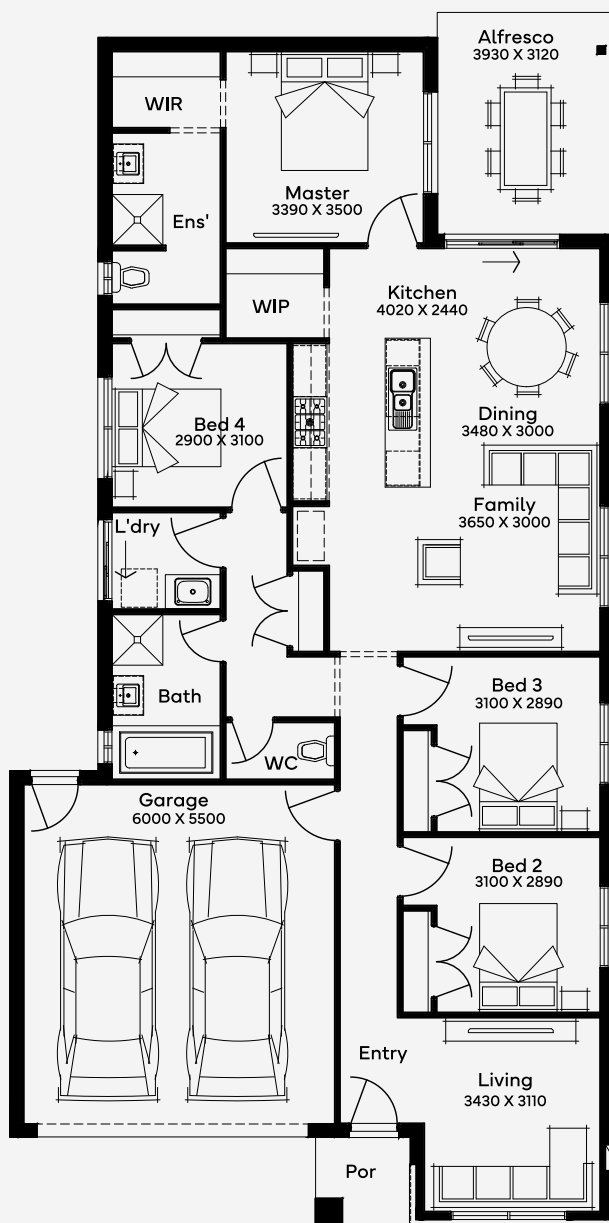 Alfresco
3930 X 3120
WIR
Master
3390 X 3500
Ens'
WIP
Kitchen
4020 X 2440
Bed 4
2900 X 3100
Dining
3480 X 3000
Family
3650 X 3000
L'dry
Bath
Bed 3
3100 X 2890
WC
Garage
6000 X 5500
Bed 2
3100 X 2890
Entry
Living
3430 X 3110
Por